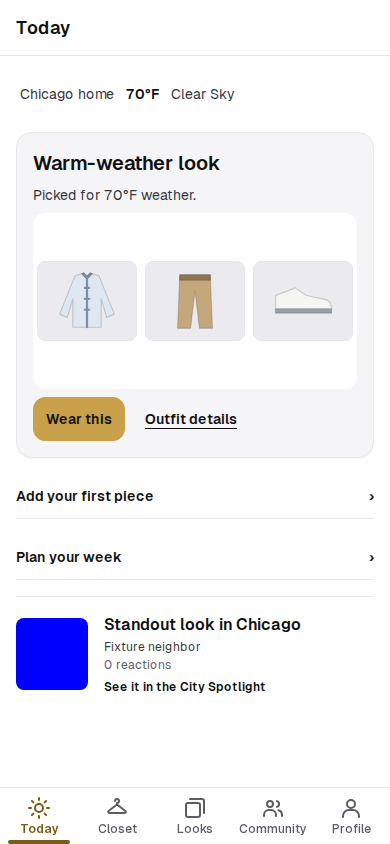 Today
Chicago home 70°F Clear Sky
Warm-weather look
Picked for 70°F weather.
Wear this Outfit details
Add your first piece ›
Plan your week ›
Standout look in Chicago
Fixture neighbor
0 reactions
See it in the City Spotlight
Today Closet Looks Community Profile